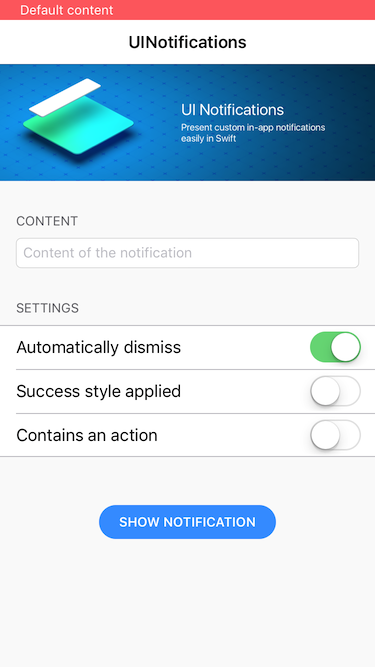 Default content
UINotifications
UI Notifications
Present custom in-app notifications
easily in Swift
CONTENT
Content of the notification
SETTINGS
Automatically dismiss
Success style applied
Contains an action
SHOW NOTIFICATION